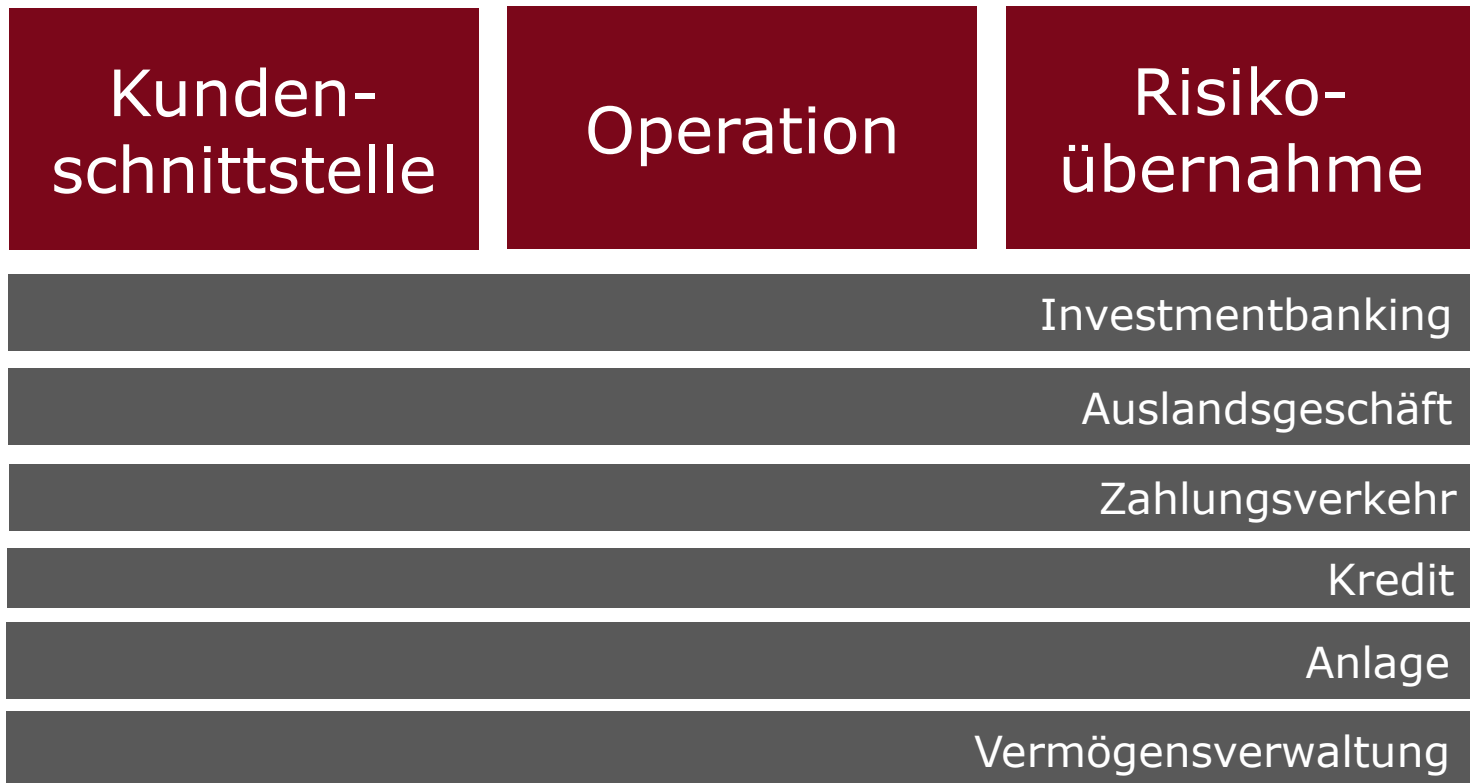 Kunden-
schnittstelle
Operation
Risiko-
übernahme
Investmentbanking
Auslandsgeschäft
Zahlungsverkehr
Kredit
Anlage
Vermögensverwaltung